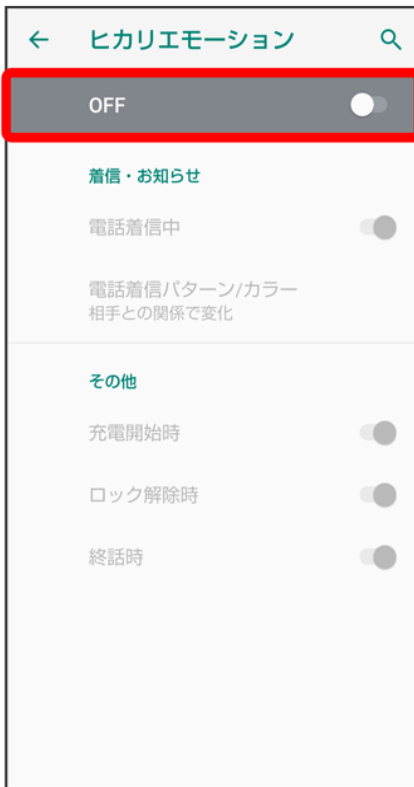 ヒカリエモーション
OFF
着信・お知らせ
電話着信中
電話着信パターン/カラー
相手との関係で変化
その他
充電開始時
ロック解除時
終話時